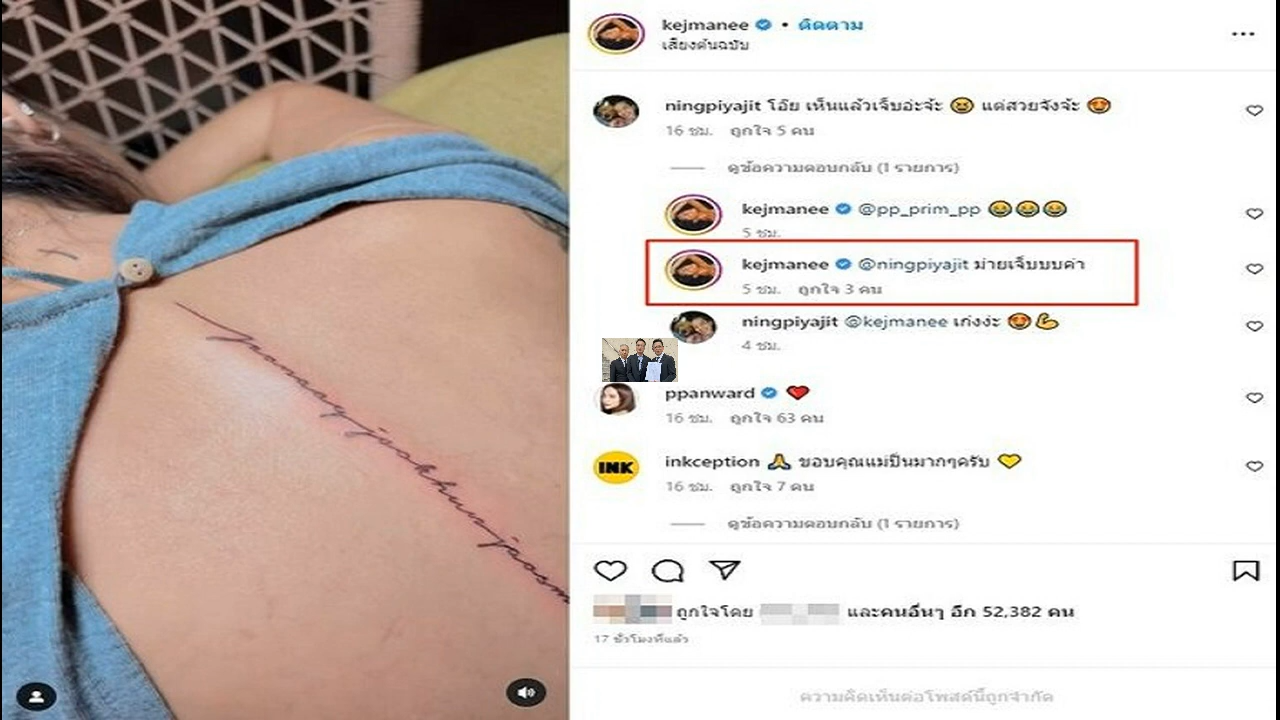 kejmanee • ติดตาม
เสียงต้นฉบับ
ningpiyajit โอ๊ย เห็นแล้วเจ็บอ่ะจ้ะ 😆 แต่สวยจังจ้ะ 😍
16 ชม. ถูกใจ 5 คน
ดูข้อความตอบกลับ (1 รายการ)
kejmanee @pp_prim_pp 😂😂😂
5 ชม.
kejmanee @ningpiyajit ม่ายเจ็บบบค่า
5 ชม. ถูกใจ 3 คน
ningpiyajit @kejmanee เก่งง่ะ 😍💪
4 ชม.
ppanward ❤️
16 ชม. ถูกใจ 63 คน
INK
inkception 🙏 ขอบคุณแม่ปิ่นมากๆครับ 💛
16 ชม. ถูกใจ 7 คน
ดูข้อความตอบกลับ (1 รายการ)
ถูกใจโดย และคนอื่นๆ อีก 52,382 คน
17 ชั่วโมงที่แล้ว
ความคิดเห็นต่อโพสต์นี้ถูกจำกัด